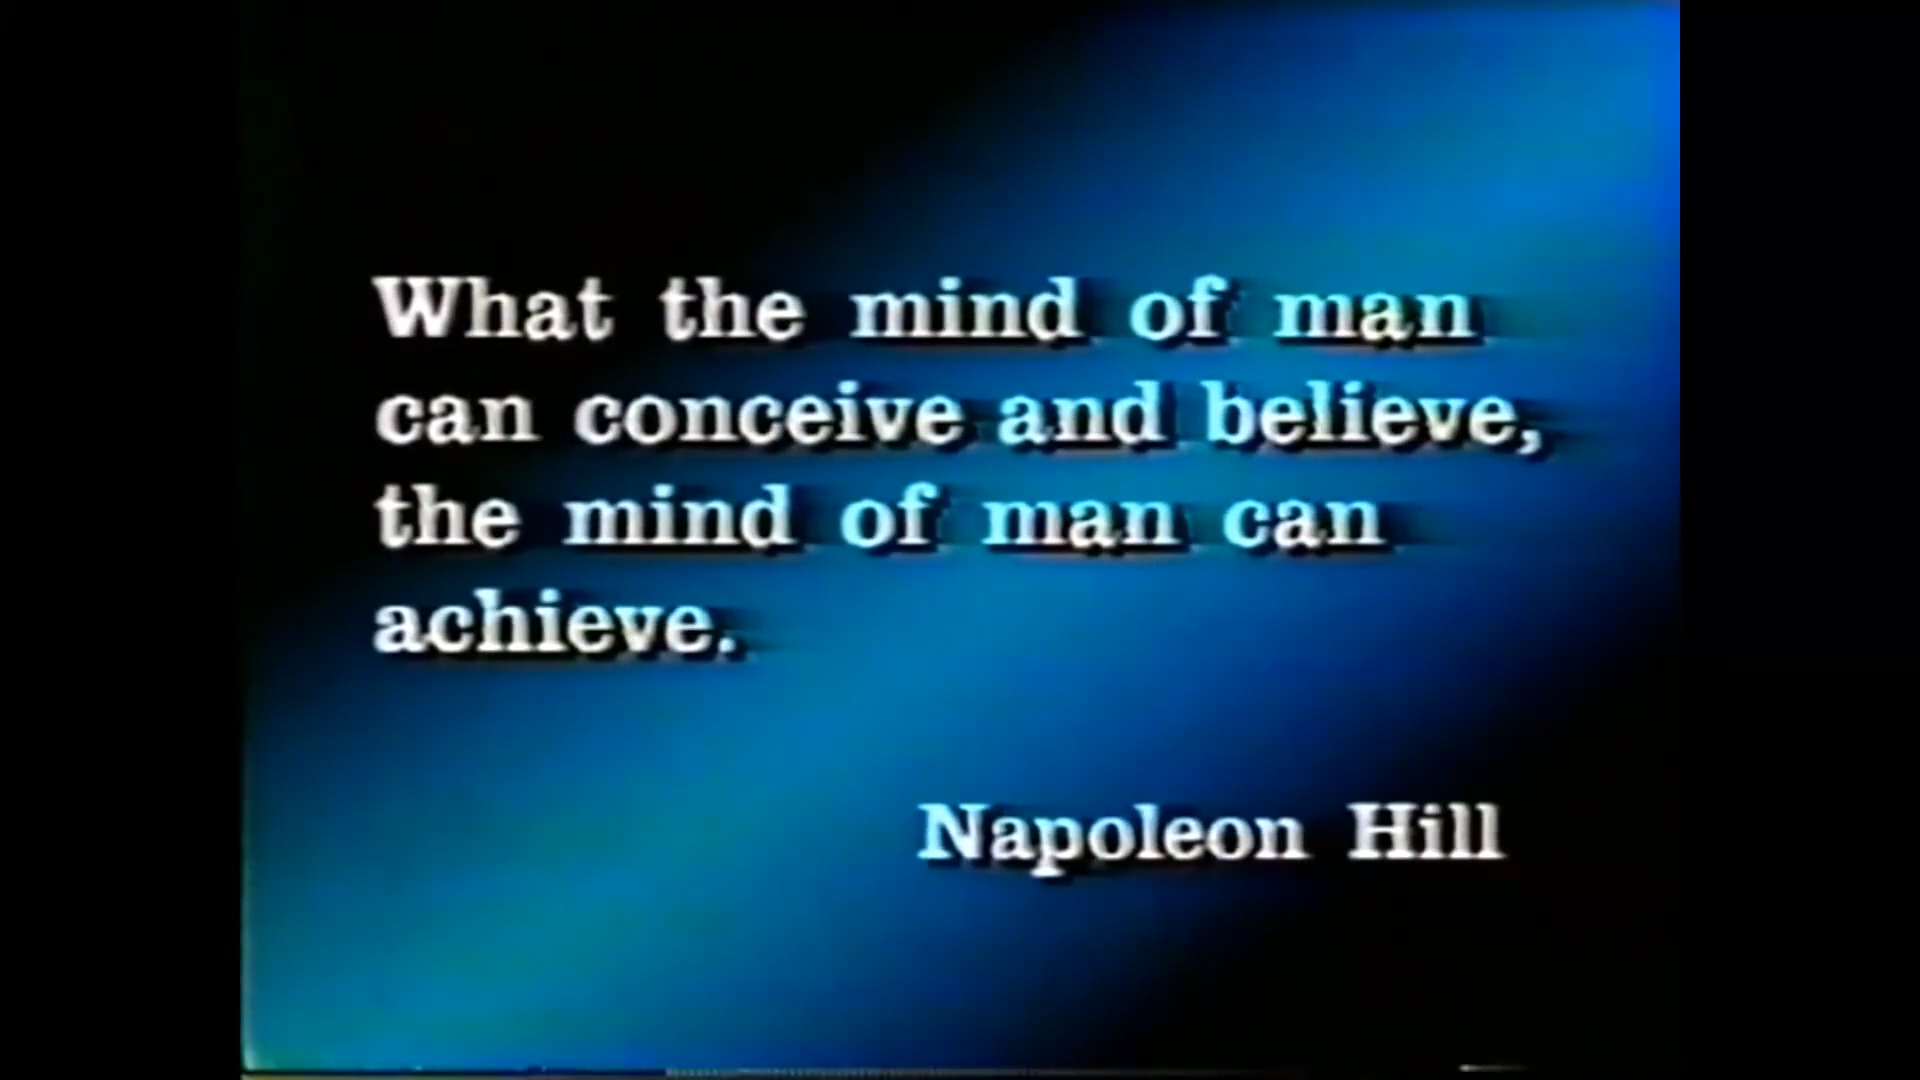 What the mind of man
can conceive and believe,
the mind of man can
achieve.
Napoleon Hill